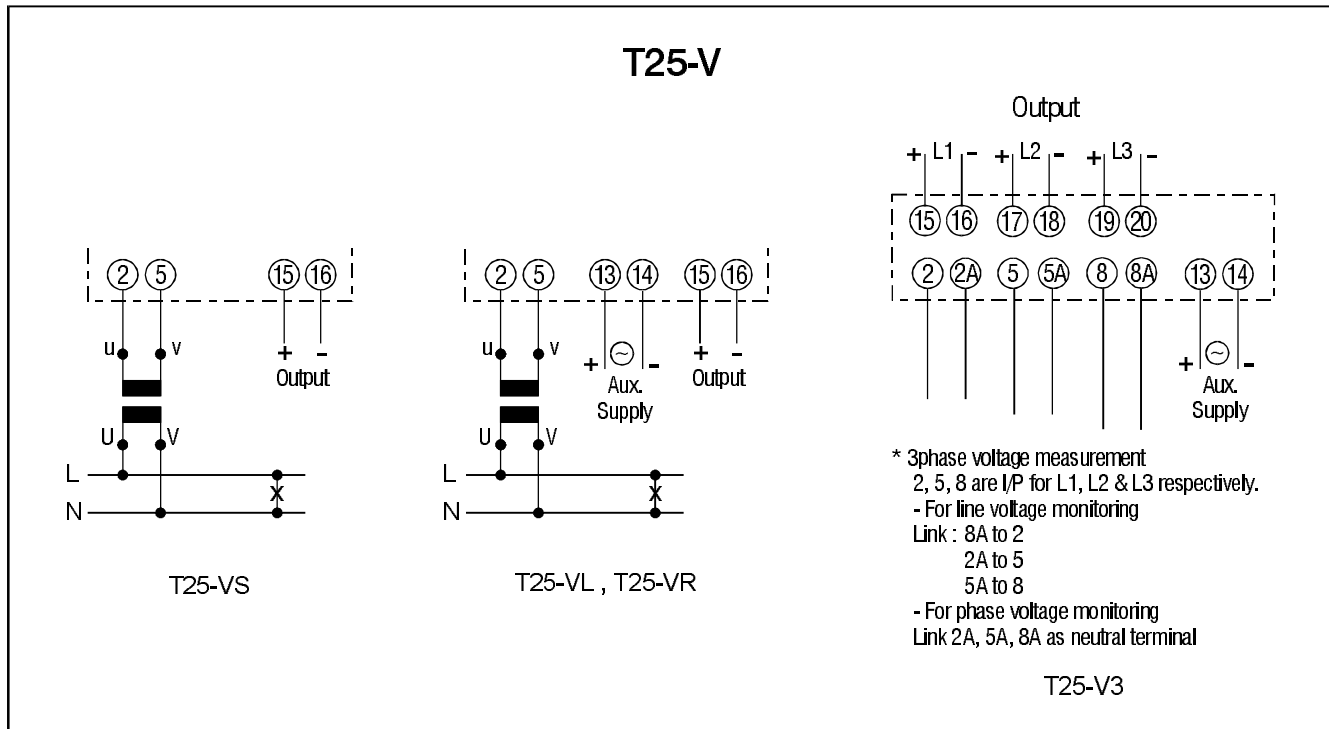 T25-V
2 5 15 16
u v
+ -
Output
U V
L
N
X
T25-VS
2 5 13 14 15 16
u v
+ ~ -
Aux.
Supply
+ -
Output
U V
L
N
X
T25-VL , T25-VR
Output
+ L1 - + L2 - + L3 -
15 16 17 18 19 20
2 2A 5 5A 8 8A 13 14
+ ~ -
Aux.
Supply
* 3phase voltage measurement
2, 5, 8 are I/P for L1, L2 & L3 respectively.
- For line voltage monitoring
Link : 8A to 2
2A to 5
5A to 8
- For phase voltage monitoring
Link 2A, 5A, 8A as neutral terminal
T25-V3